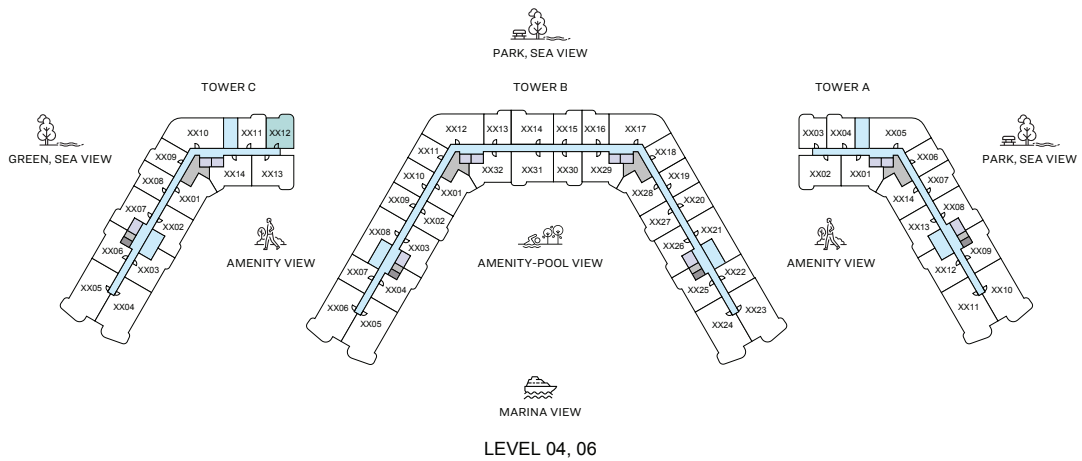 PARK, SEA VIEW
TOWER C
TOWER B
TOWER A
GREEN, SEA VIEW
PARK, SEA VIEW
XX10
XX11
XX12
XX09
XX08
XX07
XX06
XX05
XX04
XX03
XX02
XX01
XX14
XX13
XX12
XX13
XX14
XX15
XX16
XX17
XX11
XX10
XX09
XX08
XX07
XX06
XX05
XX04
XX03
XX02
XX01
XX32
XX31
XX30
XX29
XX28
XX18
XX19
XX20
XX27
XX21
XX26
XX22
XX25
XX23
XX24
XX03
XX04
XX05
XX02
XX01
XX06
XX07
XX14
XX08
XX13
XX09
XX12
XX10
XX11
AMENITY VIEW
AMENITY-POOL VIEW
AMENITY VIEW
MARINA VIEW
LEVEL 04, 06